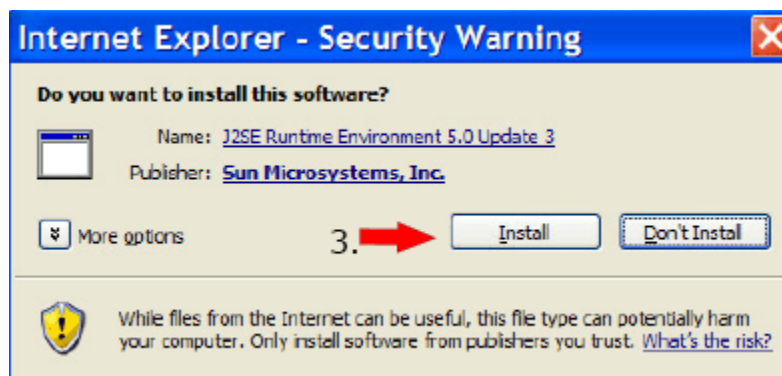 Internet Explorer - Security Warning
Do you want to install this software?
Name: J2SE Runtime Environment 5.0 Update 3
Publisher: Sun Microsystems, Inc.
More options
3.
Install
Don't Install
While files from the Internet can be useful, this file type can potentially harm
your computer. Only install software from publishers you trust. What's the risk?